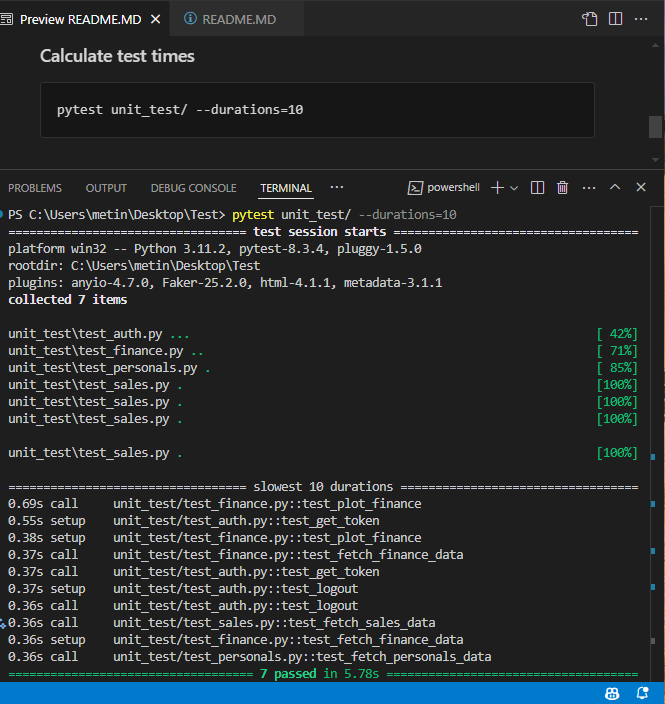 Preview README.MD
README.MD
Calculate test times
pytest unit_test/ --durations=10
PROBLEMS OUTPUT DEBUG CONSOLE TERMINAL ··· powershell
PS C:\Users\metin\Desktop\Test> pytest unit_test/ --durations=10
================================== test session starts ===================================
platform win32 -- Python 3.11.2, pytest-8.3.4, pluggy-1.5.0
rootdir: C:\Users\metin\Desktop\Test
plugins: anyio-4.7.0, Faker-25.2.0, html-4.1.1, metadata-3.1.1
collected 7 items
unit_test\test_auth.py ... [ 42%]
unit_test\test_finance.py .. [ 71%]
unit_test\test_personals.py . [ 85%]
unit_test\test_sales.py . [100%]
unit_test\test_sales.py . [100%]
unit_test\test_sales.py . [100%]
unit_test\test_sales.py . [100%]
================================== slowest 10 durations ==================================
0.69s call unit_test/test_finance.py::test_plot_finance
0.55s setup unit_test/test_auth.py::test_get_token
0.38s setup unit_test/test_finance.py::test_plot_finance
0.37s call unit_test/test_finance.py::test_fetch_finance_data
0.37s call unit_test/test_auth.py::test_get_token
0.37s setup unit_test/test_auth.py::test_logout
0.36s call unit_test/test_auth.py::test_logout
0.36s call unit_test/test_sales.py::test_fetch_sales_data
0.36s setup unit_test/test_finance.py::test_fetch_finance_data
0.36s call unit_test/test_personals.py::test_fetch_personals_data
=================================== 7 passed in 5.78s ====================================